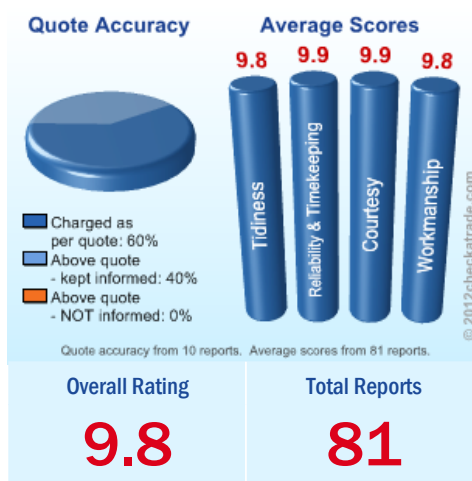 Quote Accuracy
Charged as
per quote: 60%
Above quote
- kept informed: 40%
Above quote
- NOT informed: 0%
Average Scores
9.8 9.9 9.9 9.8
Tidiness
Reliability & Timekeeping
Courtesy
Workmanship
© 2012checkatrade.com
Quote accuracy from 10 reports. Average scores from 81 reports.
Overall Rating
9.8
Total Reports
81